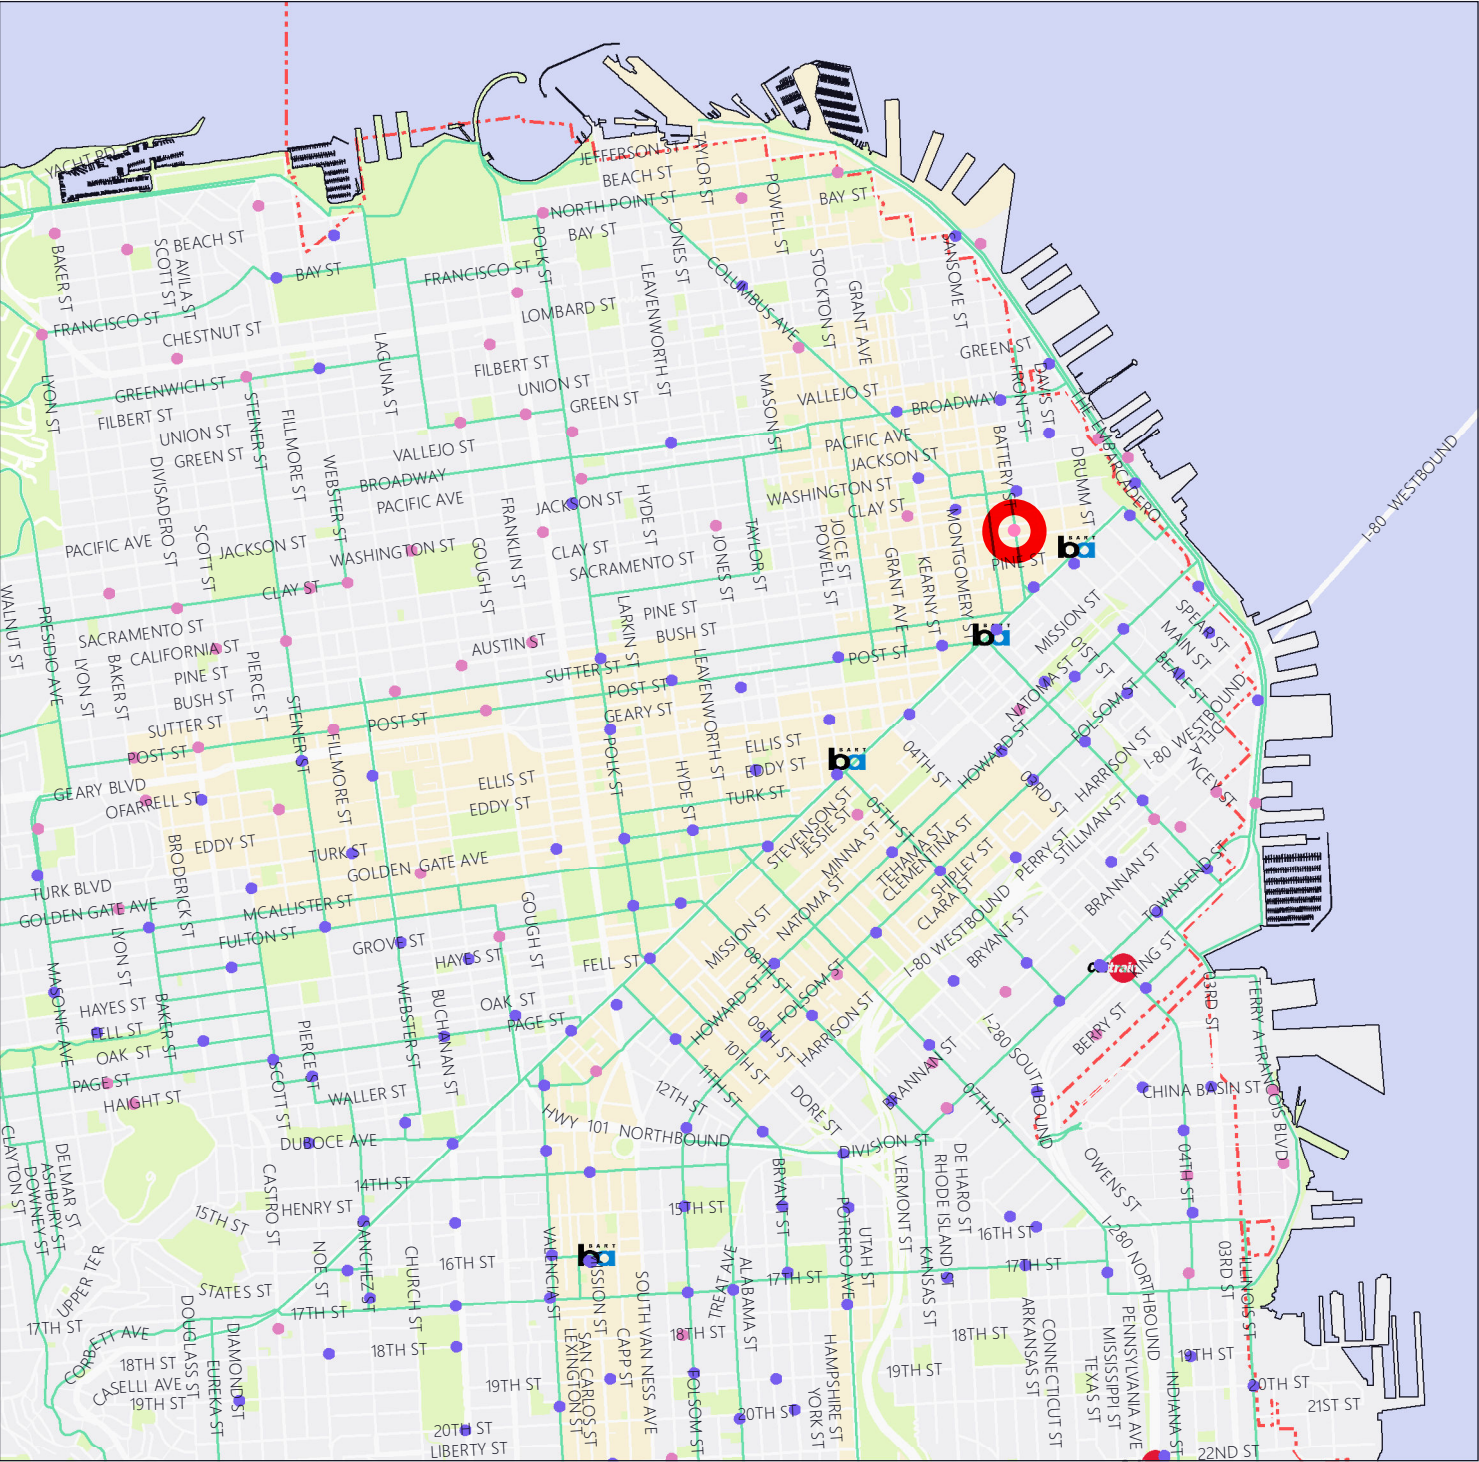 YACHT RD
JEFFERSON ST
TAYLOR ST
BEACH ST
POWELL ST
NORTH POINT ST
BAY ST
BAY ST
JONES ST
POLK ST
SCOTT ST
AVILA ST
BEACH ST
BAKER ST
BAY ST
FRANCISCO ST
LEAVENWORTH ST
COLUMBUS AVE
STOCKTON ST
GRANT AVE
SANSOME ST
LOMBARD ST
FRANCISCO ST
CHESTNUT ST
LAGUNA ST
FILBERT ST
GREEN ST
FRONT ST
DAVIS ST
LYON ST
GREENWICH ST
FILBERT ST
STEINER ST
FILLMORE ST
UNION ST
GREEN ST
MASON ST
VALLEJO ST
BROADWAY
THE EMBARCADERO
UNION ST
GREEN ST
DIVISADERO ST
WEBSTER ST
VALLEJO ST
BROADWAY
PACIFIC AVE
PACIFIC AVE
JACKSON ST
BATTERY ST
DRUMM ST
I-80 WESTBOUND
FRANKLIN ST
JACKSON ST
HYDE ST
WASHINGTON ST
CLAY ST
PACIFIC AVE
SCOTT ST
JACKSON ST
WASHINGTON ST
GOUGH ST
CLAY ST
SACRAMENTO ST
JONES ST
TAYLOR ST
POWELL ST
JOICE ST
GRANT AVE
KEARNY ST
MONTGOMERY ST
PINE ST
BART
ba
WALNUT ST
PRESIDIO AVE
CLAY ST
LARKIN ST
PINE ST
BUSH ST
SACRAMENTO ST
CALIFORNIA ST
AUSTIN ST
LYON ST
BAKER ST
PINE ST
BUSH ST
PIERCE ST
SUTTER ST
POST ST
STEINER ST
SUTTER ST
POST ST
GEARY ST
LEAVENWORTH ST
POST ST
BART
ba
MISSION ST
01ST ST
NATOMA ST
SPEAR ST
MAIN ST
BEALE ST
FOLSOM ST
POST ST
GEARY BLVD
OFARRELL ST
FILLMORE ST
ELLIS ST
EDDY ST
POLK ST
HYDE ST
ELLIS ST
EDDY ST
TURK ST
BART
ba
04TH ST
HOWARD ST
03RD ST
HARRISON ST
I-80 WESTBOUND
DELANCEY ST
STILLMAN ST
PERRY ST
EDDY ST
BRODERICK ST
TURK ST
GOLDEN GATE AVE
STEVENSON ST
JESSIE ST
MINNA ST
NATOMA ST
05TH ST
TEHAMA ST
CLEMENTINA ST
SHIPLEY ST
CLARA ST
BRANNAN ST
TOWNSEND ST
TURK BLVD
GOLDEN GATE AVE
MCALLISTER ST
FULTON ST
GROVE ST
HAYES ST
GOUGH ST
FELL ST
MISSION ST
08TH ST
FOLSOM ST
I-80 WESTBOUND
BRYANT ST
caltrain
KING ST
MASONIC AVE
LYON ST
HAYES ST
FELL ST
OAK ST
BAKER ST
WEBSTER ST
BUCHANAN ST
OAK ST
PAGE ST
HOWARD ST
09TH ST
10TH ST
11TH ST
12TH ST
HARRISON ST
DORE ST
I-280 SOUTHBOUND
BERRY ST
03RD ST
TERRY A FRANCOIS BLVD
PAGE ST
HAIGHT ST
PIERCE ST
SCOTT ST
WALLER ST
DUBOCE AVE
HWY 101 NORTHBOUND
BRANNAN ST
07TH ST
CHINA BASIN ST
DIVISION ST
CLAYTON ST
DOWNEY ST
ASHBURY ST
DELMAR ST
CASTRO ST
14TH ST
HENRY ST
15TH ST
15TH ST
BRYANT ST
POTRERO AVE
UTAH ST
VERMONT ST
RHODE ISLAND ST
DE HARO ST
OWENS ST
04TH ST
UPPER TER
NOE ST
SANCHEZ ST
CHURCH ST
16TH ST
VALENCIA ST
BART
ba
MISSION ST
SOUTH VAN NESS AVE
TREAT AVE
ALABAMA ST
17TH ST
KANSAS ST
16TH ST
17TH ST
I-280 NORTHBOUND
03RD ST
ILLINOIS ST
STATES ST
17TH ST
17TH ST
CORBETT AVE
DOUGLASS ST
DIAMOND ST
EUREKA ST
18TH ST
CASELLI AVE
19TH ST
18TH ST
19TH ST
20TH ST
LIBERTY ST
LEXINGTON ST
SAN CARLOS ST
CAPP ST
18TH ST
FOLSOM ST
20TH ST
YORK ST
HAMPSHIRE ST
18TH ST
19TH ST
ARKANSAS ST
CONNECTICUT ST
TEXAS ST
MISSISSIPPI ST
PENNSYLVANIA AVE
INDIANA ST
19TH ST
20TH ST
21ST ST
22ND ST